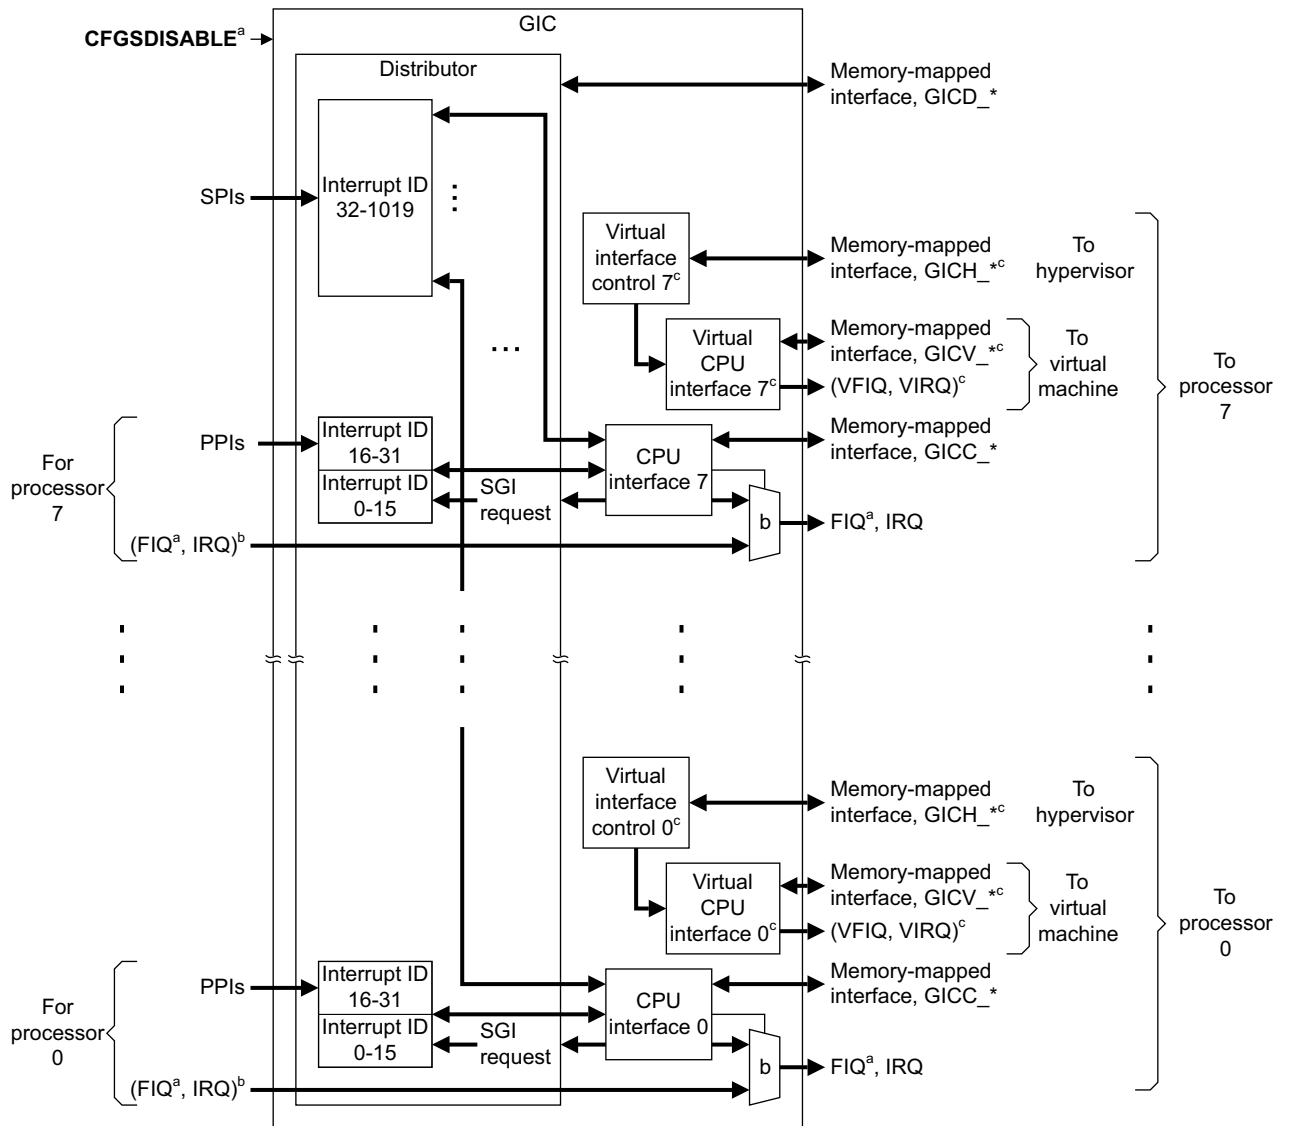 GIC
CFGSDISABLEᵃ
Distributor
Memory-mapped
interface, GICD_*
SPIs
Interrupt ID
32-1019
Virtual
interface
control 7ᶜ
Memory-mapped
interface, GICH_*ᶜ
To
hypervisor
Virtual
CPU
interface 7ᶜ
Memory-mapped
interface, GICV_*ᶜ
(VFIQ, VIRQ)ᶜ
To
virtual
machine
To
processor
7
For
processor
7
PPIs
Interrupt ID
16-31
Interrupt ID
0-15
SGI
request
CPU
interface 7
Memory-mapped
interface, GICC_*
b
FIQᵃ, IRQ
(FIQᵃ, IRQ)ᵇ
Virtual
interface
control 0ᶜ
Memory-mapped
interface, GICH_*ᶜ
To
hypervisor
Virtual
CPU
interface 0ᶜ
Memory-mapped
interface, GICV_*ᶜ
(VFIQ, VIRQ)ᶜ
To
virtual
machine
To
processor
0
For
processor
0
PPIs
Interrupt ID
16-31
Interrupt ID
0-15
SGI
request
CPU
interface 0
Memory-mapped
interface, GICC_*
b
FIQᵃ, IRQ
(FIQᵃ, IRQ)ᵇ